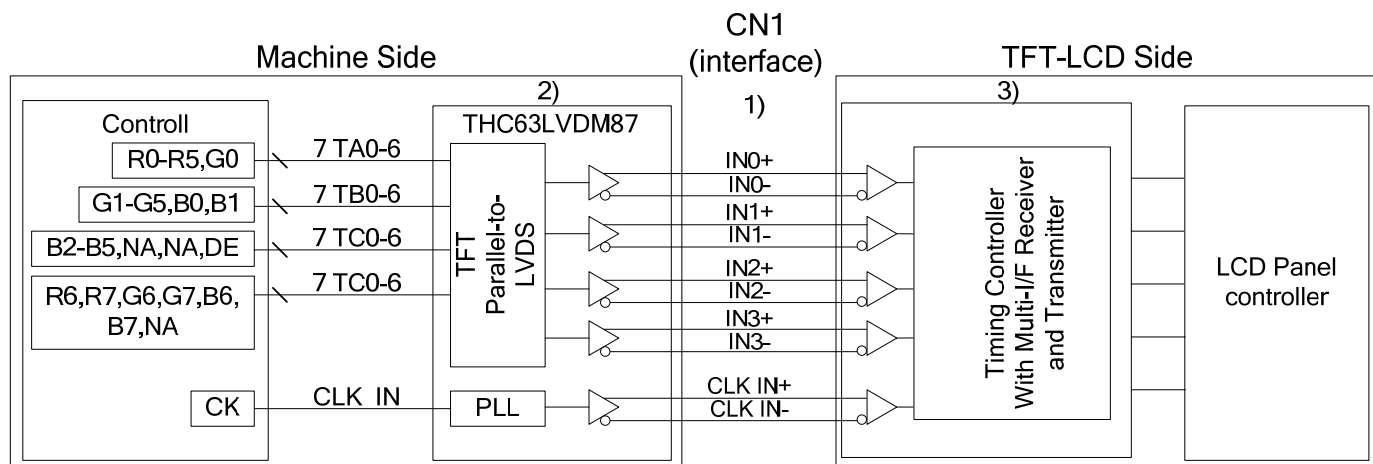 CN1
(interface)
1)
Machine Side
TFT-LCD Side
2)
3)
Controll
THC63LVDM87
R0-R5,G0
7 TA0-6
G1-G5,B0,B1
7 TB0-6
B2-B5,NA,NA,DE
7 TC0-6
R6,R7,G6,G7,B6,
B7,NA
7 TC0-6
TFT
Parallel-to-
LVDS
CK
CLK IN
PLL
IN0+
IN0-
IN1+
IN1-
IN2+
IN2-
IN3+
IN3-
CLK IN+
CLK IN-
Timing Controller
With Multi-I/F Receiver
and Transmitter
LCD Panel
controller